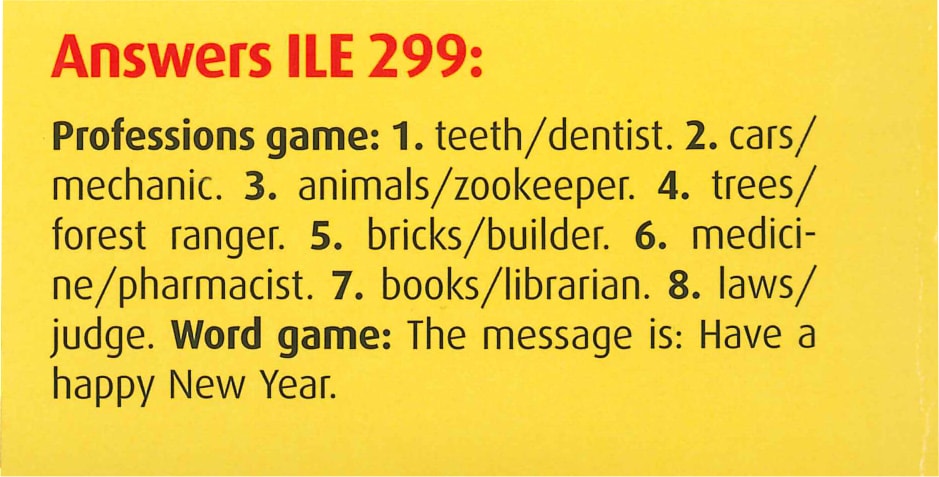 Answers ILE 299:
Professions game: 1. teeth/dentist. 2. cars/
mechanic. 3. animals/zookeeper. 4. trees/
forest ranger. 5. bricks/builder. 6. medici-
ne/pharmacist. 7. books/librarian. 8. laws/
judge. Word game: The message is: Have a
happy New Year.